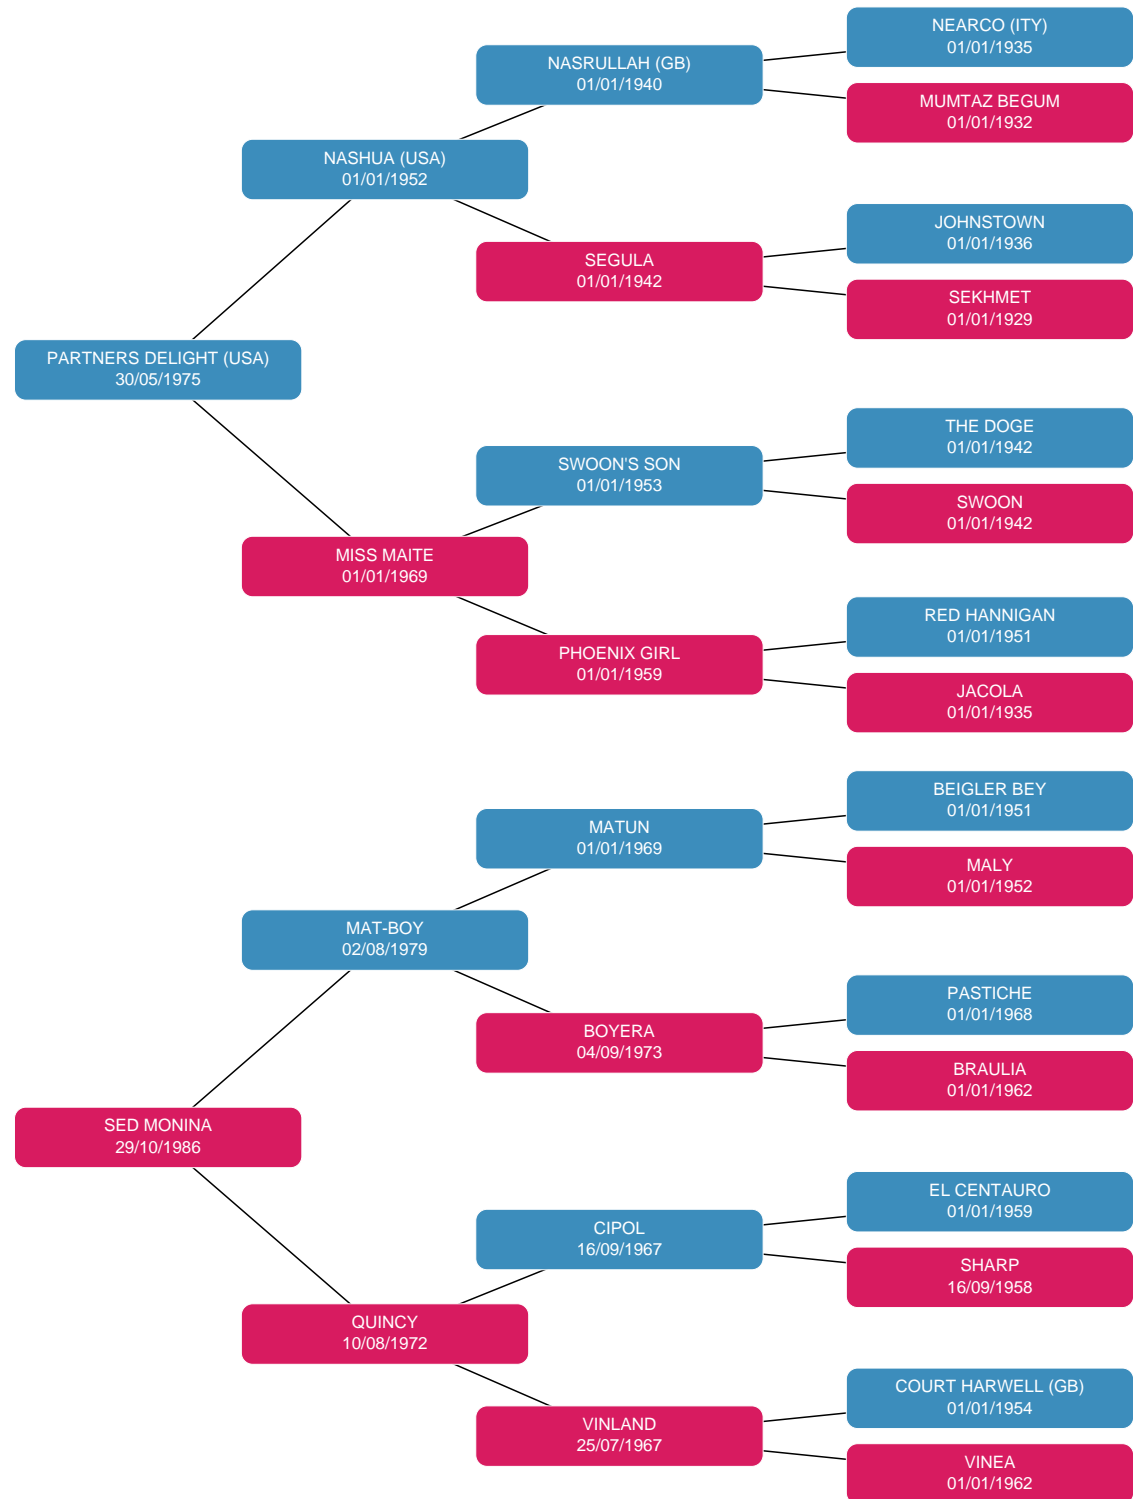 NEARCO (ITY)
01/01/1935
NASRULLAH (GB)
01/01/1940
MUMTAZ BEGUM
01/01/1932
NASHUA (USA)
01/01/1952
JOHNSTOWN
01/01/1936
SEGULA
01/01/1942
SEKHMET
01/01/1929
PARTNERS DELIGHT (USA)
30/05/1975
THE DOGE
01/01/1942
SWOON'S SON
01/01/1953
SWOON
01/01/1942
MISS MAITE
01/01/1969
RED HANNIGAN
01/01/1951
PHOENIX GIRL
01/01/1959
JACOLA
01/01/1935
BEIGLER BEY
01/01/1951
MATUN
01/01/1969
MALY
01/01/1952
MAT-BOY
02/08/1979
PASTICHE
01/01/1968
BOYERA
04/09/1973
BRAULIA
01/01/1962
SED MONINA
29/10/1986
EL CENTAURO
01/01/1959
CIPOL
16/09/1967
SHARP
16/09/1958
QUINCY
10/08/1972
COURT HARWELL (GB)
01/01/1954
VINLAND
25/07/1967
VINEA
01/01/1962